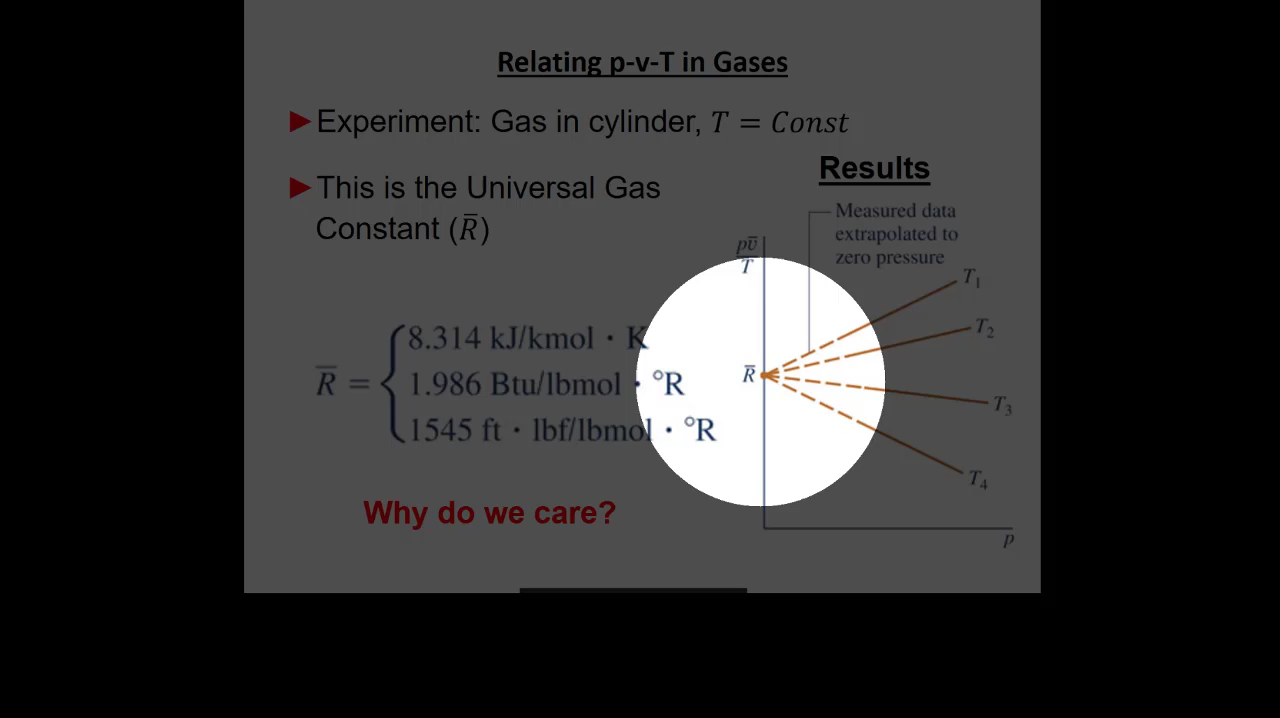 Relating p-v-T in Gases
►Experiment: Gas in cylinder, T = Const
►This is the Universal Gas
Constant (R̅)
R̅ = { 8.314 kJ/kmol · K
1.986 Btu/lbmol · °R
1545 ft · lbf/lbmol · °R
Why do we care?
Results
Measured data
extrapolated to
zero pressure
pv̅
T
R̅
T₁
T₂
T₃
T₄
p